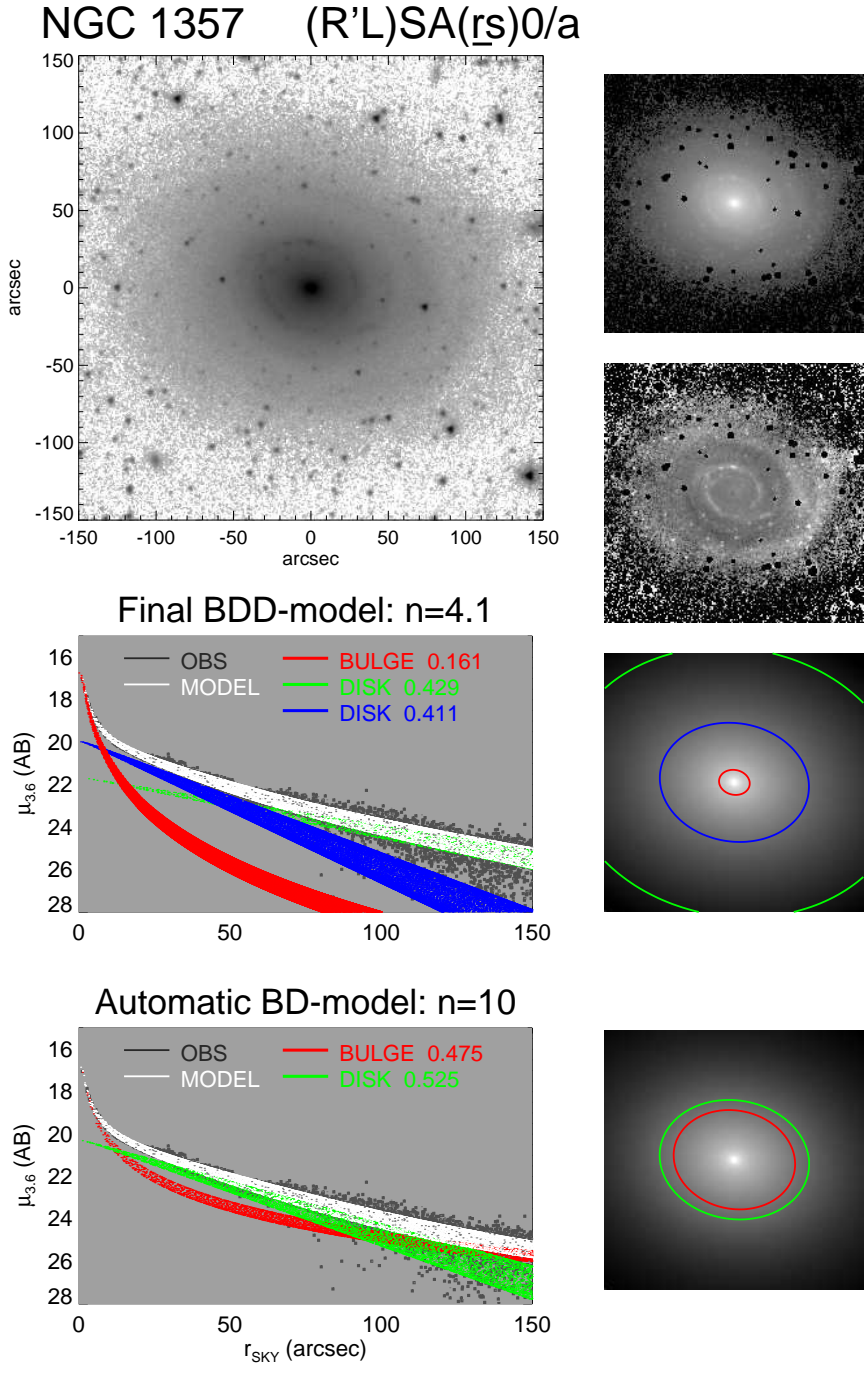 NGC 1357 (R'L)SA(rs)0/a
150
100
50
0
-50
-100
-150
arcsec
-150 -100 -50 0 50 100 150
arcsec
Final BDD-model: n=4.1
OBS
MODEL
BULGE 0.161
DISK 0.429
DISK 0.411
16
18
20
22
24
26
28
μ3.6 (AB)
0 50 100 150
Automatic BD-model: n=10
OBS
MODEL
BULGE 0.475
DISK 0.525
16
18
20
22
24
26
28
μ3.6 (AB)
0 50 100 150
rSKY (arcsec)